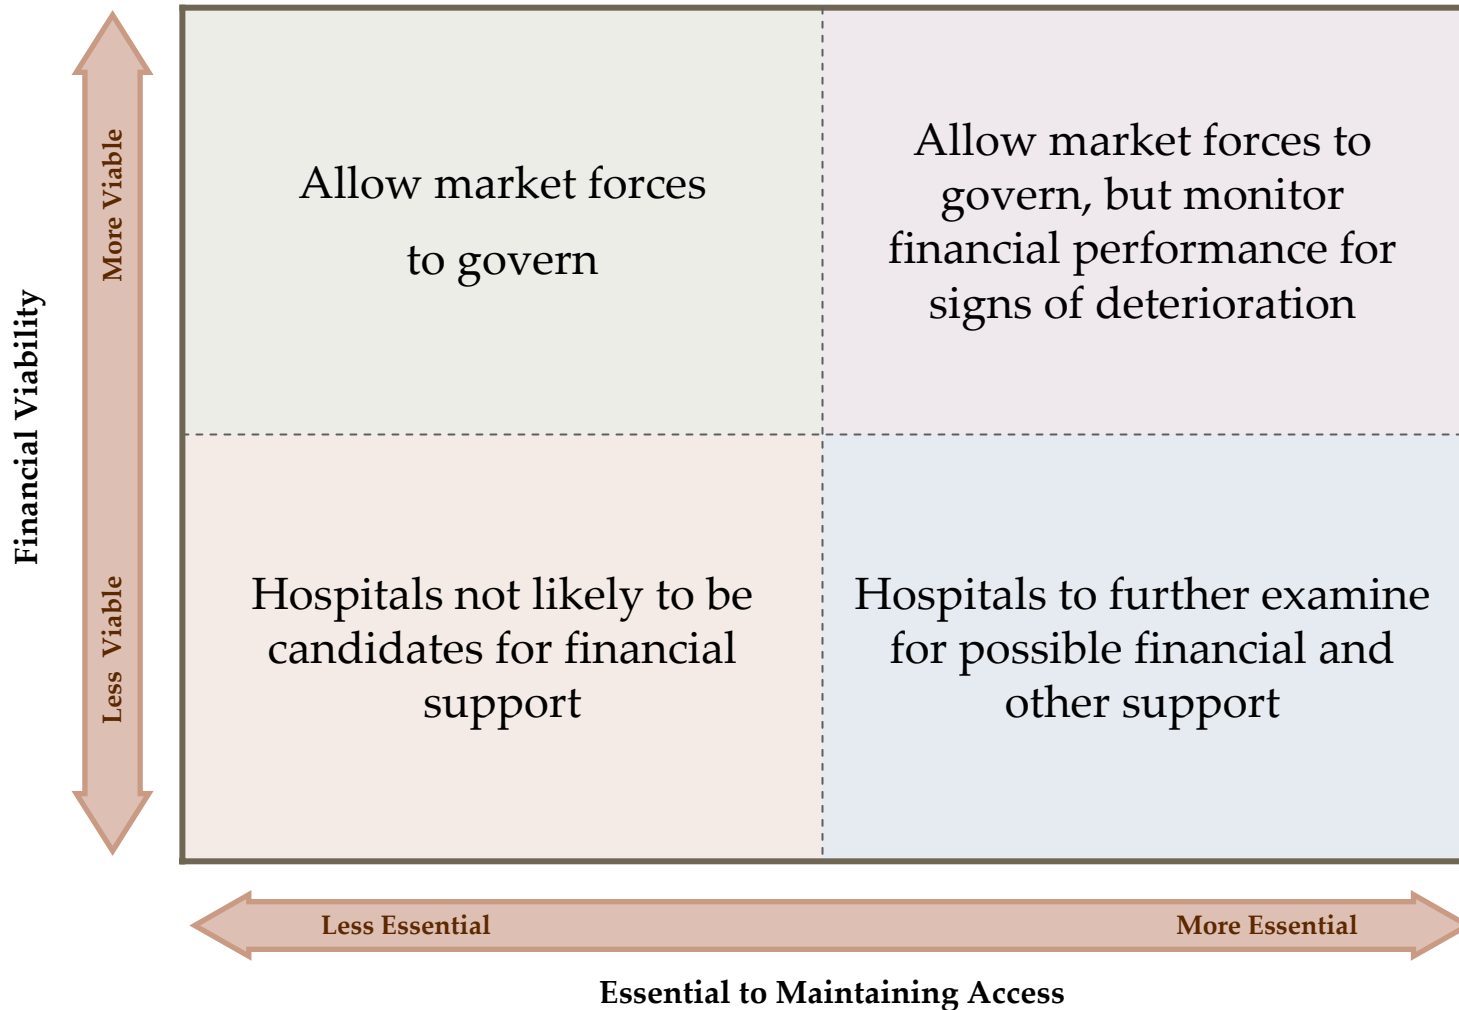 Financial Viability
More Viable
Less Viable
Allow market forces
to govern
Allow market forces to
govern, but monitor
financial performance for
signs of deterioration
Hospitals not likely to be
candidates for financial
support
Hospitals to further examine
for possible financial and
other support
Less Essential
More Essential
Essential to Maintaining Access